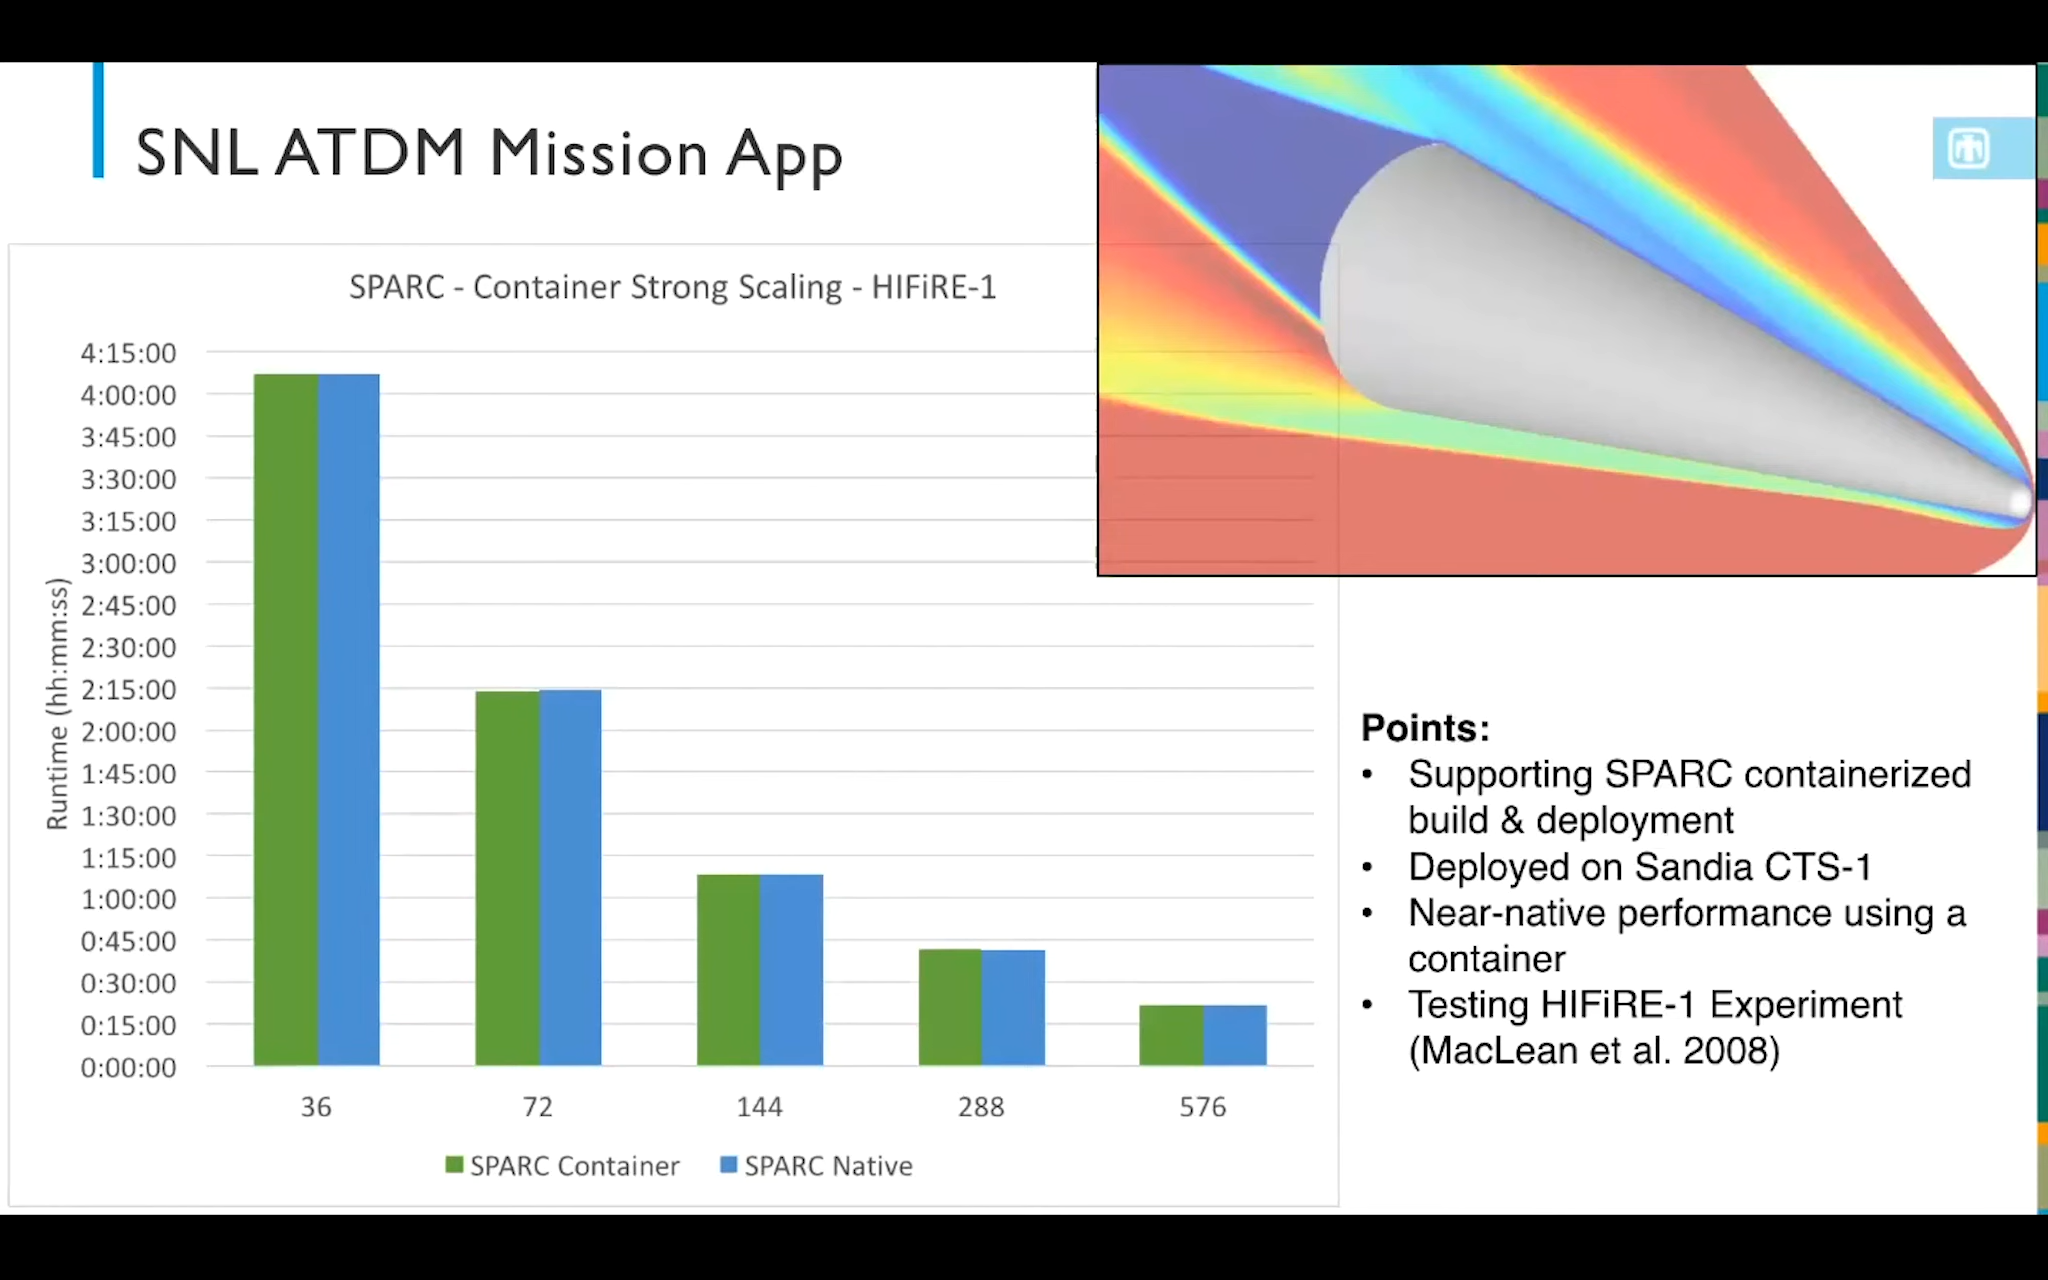 SNL ATDM Mission App
SPARC - Container Strong Scaling - HIFiRE-1
4:15:00
4:00:00
3:45:00
3:30:00
3:15:00
3:00:00
2:45:00
2:30:00
2:15:00
2:00:00
1:45:00
1:30:00
1:15:00
1:00:00
0:45:00
0:30:00
0:15:00
0:00:00
Runtime (hh:mm:ss)
36 72 144 288 576
SPARC Container SPARC Native
Points:
• Supporting SPARC containerized
build & deployment
• Deployed on Sandia CTS-1
• Near-native performance using a
container
• Testing HIFiRE-1 Experiment
(MacLean et al. 2008)